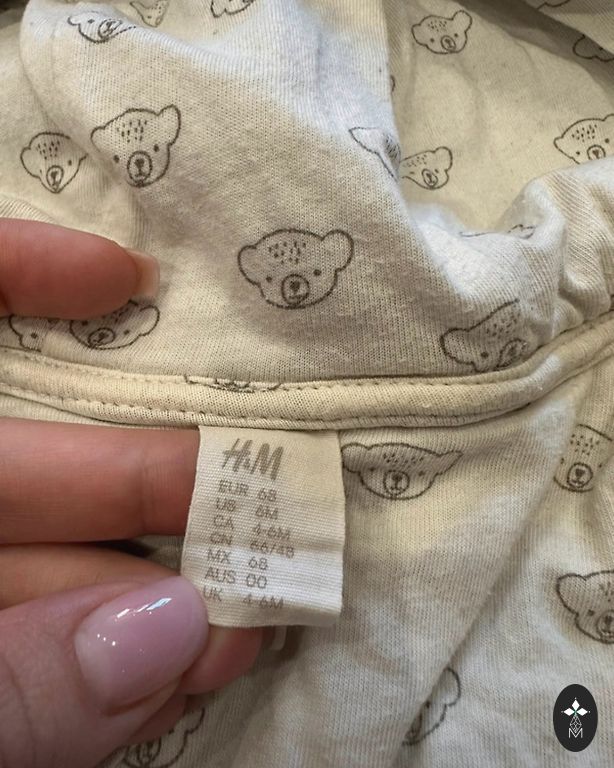 H&M
EUR 68
US 6M
CA 4-6M
CN 66/48
MX 68
AUS 00
UK 4-6M
M